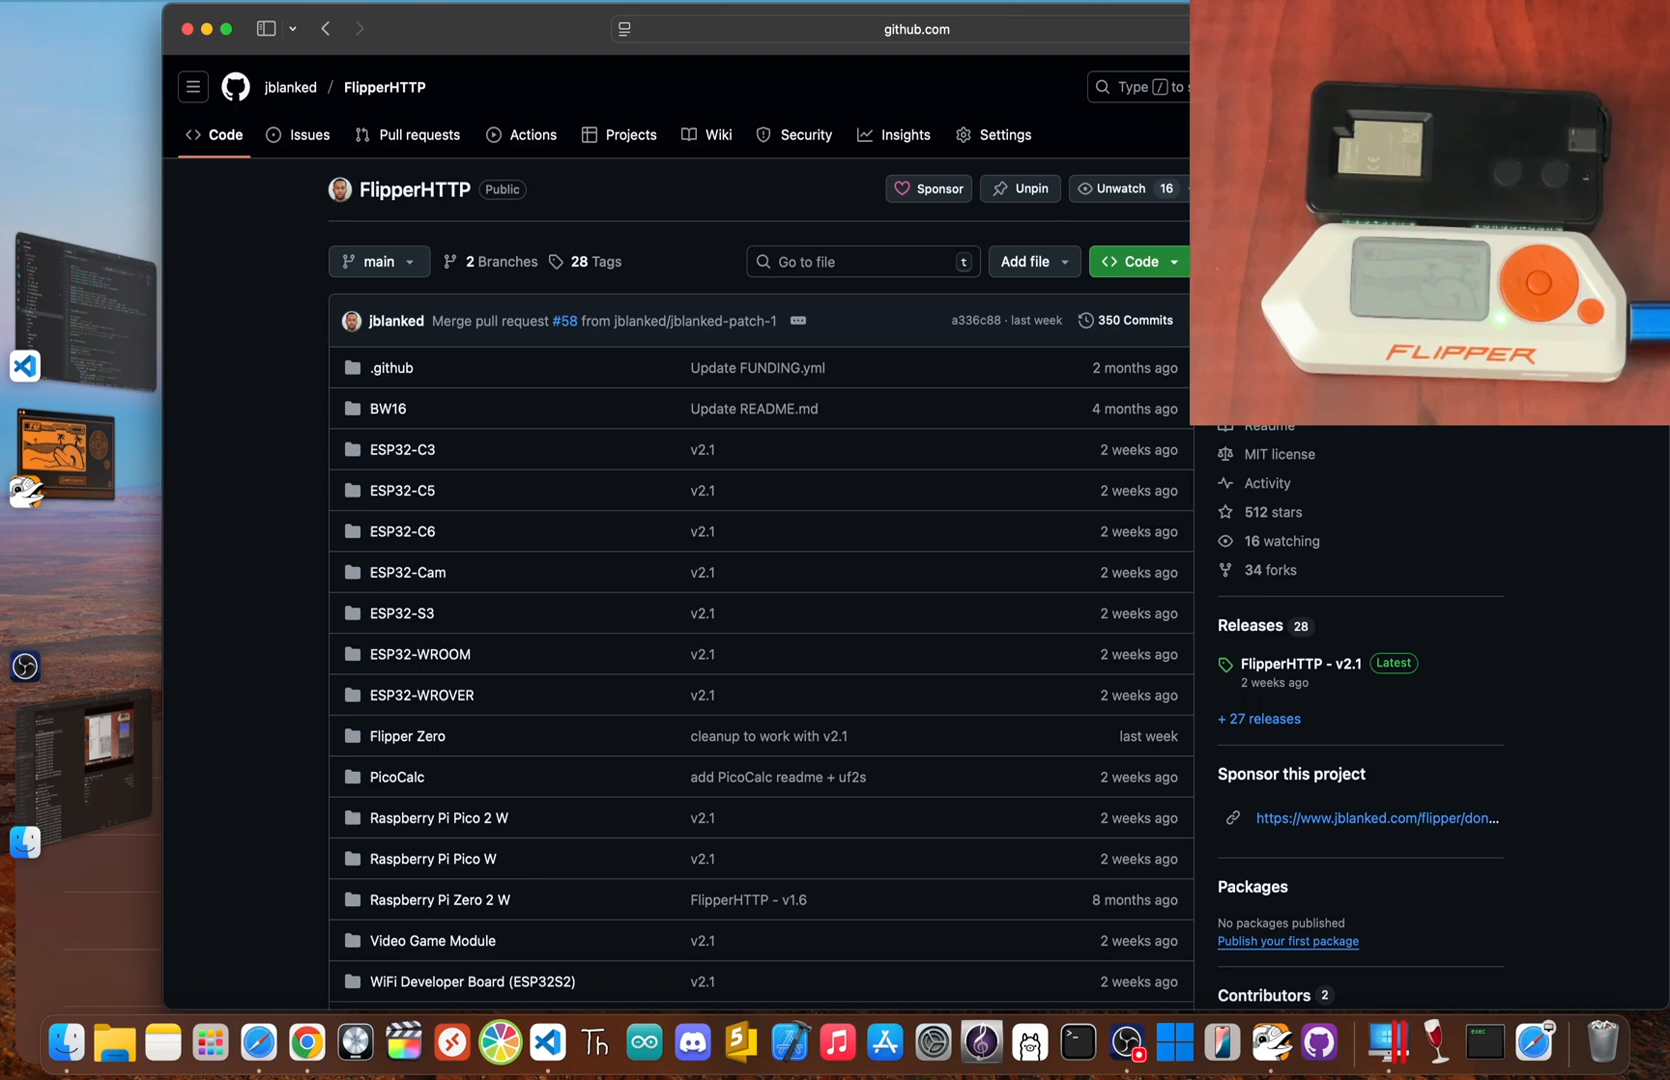 github.com
jblanked / FlipperHTTP
Type / to s
Code
Issues
Pull requests
Actions
Projects
Wiki
Security
Insights
Settings
FlipperHTTP Public
Sponsor
Unpin
Unwatch 16
main
2 Branches
28 Tags
Go to file t
Add file
Code
jblanked Merge pull request #58 from jblanked/jblanked-patch-1
a336c88 · last week
350 Commits
.github Update FUNDING.yml 2 months ago
BW16 Update README.md 4 months ago
ESP32-C3 v2.1 2 weeks ago
ESP32-C5 v2.1 2 weeks ago
ESP32-C6 v2.1 2 weeks ago
ESP32-Cam v2.1 2 weeks ago
ESP32-S3 v2.1 2 weeks ago
ESP32-WROOM v2.1 2 weeks ago
ESP32-WROVER v2.1 2 weeks ago
Flipper Zero cleanup to work with v2.1 last week
PicoCalc add PicoCalc readme + uf2s 2 weeks ago
Raspberry Pi Pico 2 W v2.1 2 weeks ago
Raspberry Pi Pico W v2.1 2 weeks ago
Raspberry Pi Zero 2 W FlipperHTTP - v1.6 8 months ago
Video Game Module v2.1 2 weeks ago
WiFi Developer Board (ESP32S2) v2.1 2 weeks ago
FLIPPER
Readme
MIT license
Activity
512 stars
16 watching
34 forks
Releases 28
FlipperHTTP - v2.1 Latest
2 weeks ago
+ 27 releases
Sponsor this project
https://www.jblanked.com/flipper/don...
Packages
No packages published
Publish your first package
Contributors 2
Th
exec